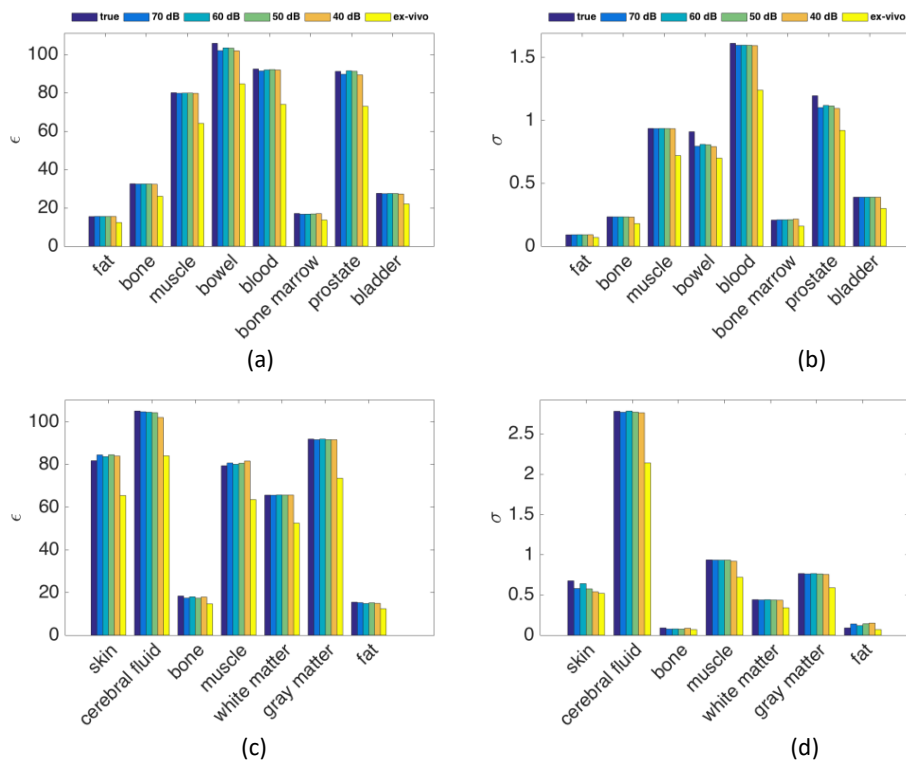 true 70 dB 60 dB 50 dB 40 dB ex-vivo
100
80
60
40
20
0
ϵ
fat bone muscle bowel blood bone marrow prostate bladder
(a)
true 70 dB 60 dB 50 dB 40 dB ex-vivo
1.5
1
0.5
0
σ
fat bone muscle bowel blood bone marrow prostate bladder
(b)
100
80
60
40
20
0
ϵ
skin cerebral fluid bone muscle white matter gray matter fat
(c)
2.5
2
1.5
1
0.5
0
σ
skin cerebral fluid bone muscle white matter gray matter fat
(d)